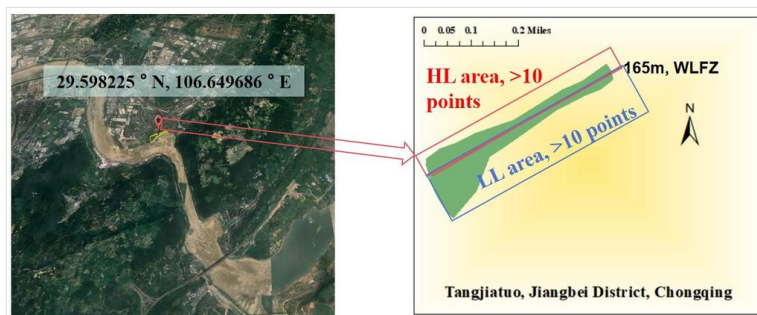 29.598225 ° N, 106.649686 ° E
0 0.05 0.1 0.2 Miles
165m, WLFZ
HL area, >10
points
N
LL area, >10 points
Tangjiatuo, Jiangbei District, Chongqing